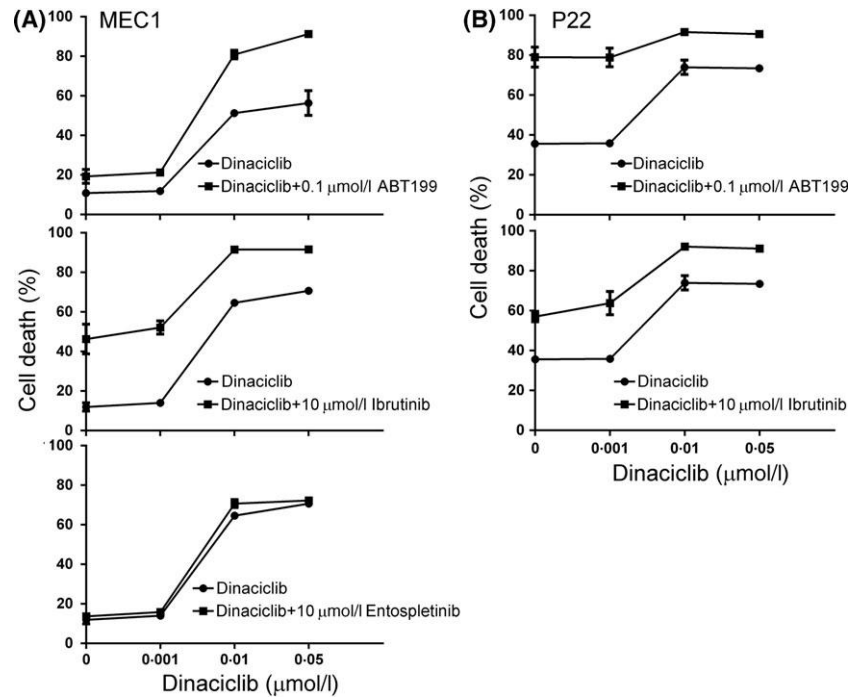 (A) MEC1
Cell death (%)
100
80
60
40
20
0
Dinaciclib
Dinaciclib+0.1 μmol/l ABT199
100
80
60
40
20
0
Dinaciclib
Dinaciclib+10 μmol/l Ibrutinib
100
80
60
40
20
0
Dinaciclib
Dinaciclib+10 μmol/l Entospletinib
0 0·001 0·01 0·05
Dinaciclib (μmol/l)
(B) P22
Cell death (%)
100
80
60
40
20
0
Dinaciclib
Dinaciclib+0.1 μmol/l ABT199
100
80
60
40
20
0
Dinaciclib
Dinaciclib+10 μmol/l Ibrutinib
0 0·001 0·01 0·05
Dinaciclib (μmol/l)